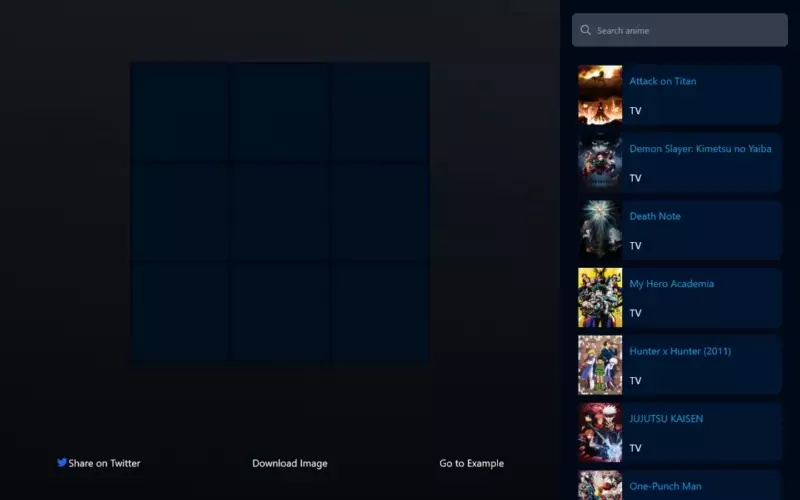 Search anime
Attack on Titan
TV
Demon Slayer: Kimetsu no Yaiba
TV
Death Note
TV
My Hero Academia
TV
Hunter x Hunter (2011)
TV
JUJUTSU KAISEN
TV
One-Punch Man
Share on Twitter
Download Image
Go to Example